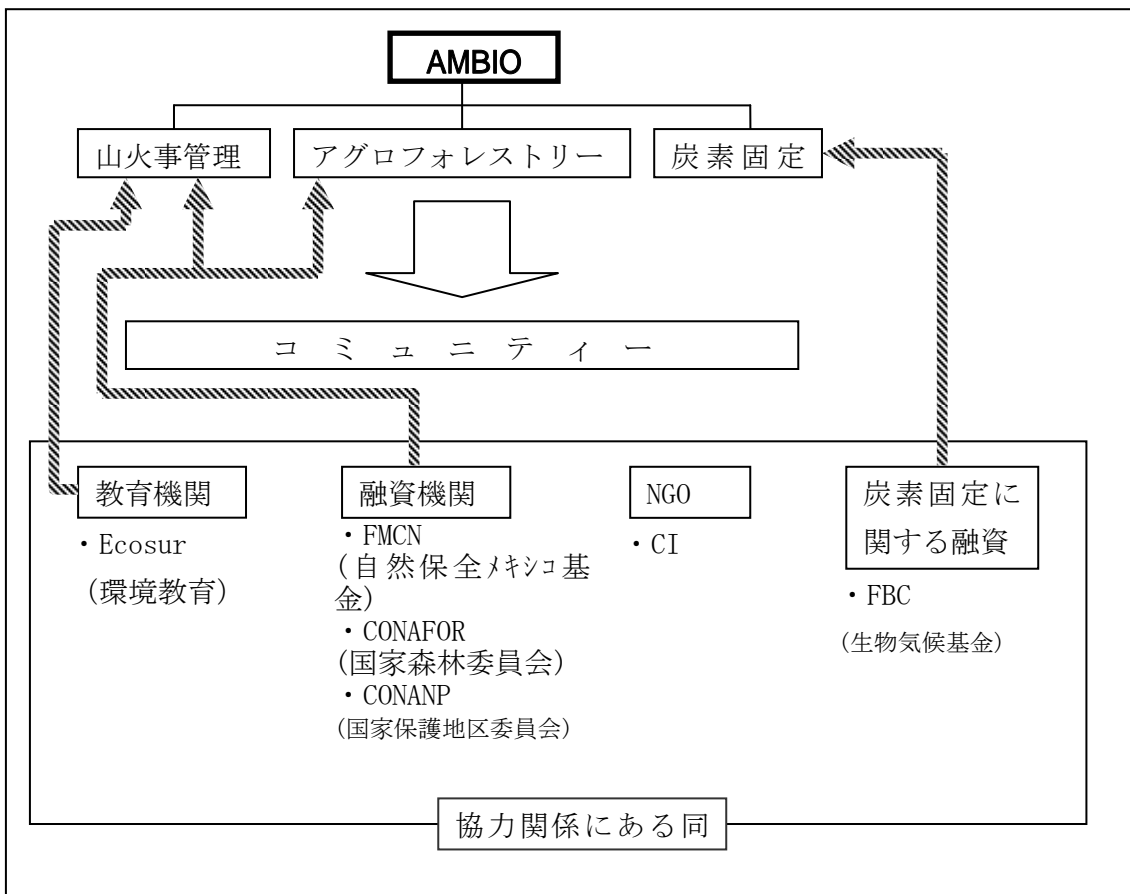 AMBIO
山火事管理
アグロフォレストリー
炭素固定
コミュニティー
教育機関
・Ecosur
(環境教育)
融資機関
・FMCN
(自然保全ﾒｷｼｺ基
金)
・CONAFOR
(国家森林委員会)
・CONANP
(国家保護地区委員会)
NGO
・CI
炭素固定に
関する融資
・FBC
(生物気候基金)
協力関係にある同